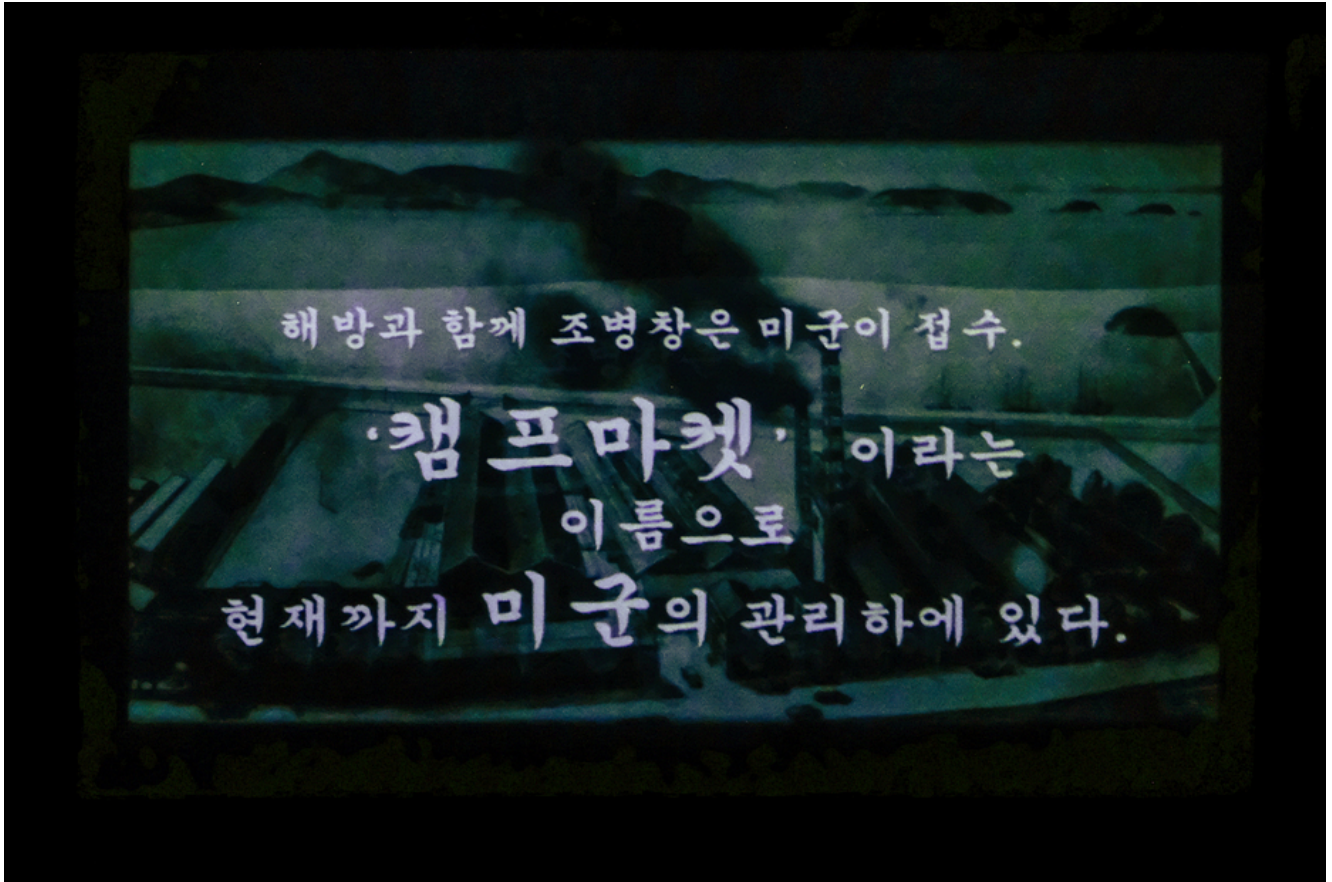 해방과 함께 조병창은 미군이 접수.
‘캠프마켓’ 이라는
이름으로
현재까지 미군의 관리하에 있다.